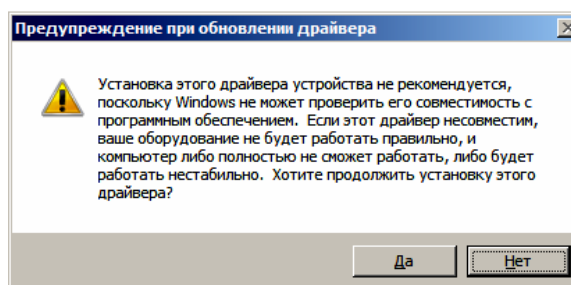 Предупреждение при обновлении драйвера
Установка этого драйвера устройства не рекомендуется,
поскольку Windows не может проверить его совместимость с
программным обеспечением. Если этот драйвер несовместим,
ваше оборудование не будет работать правильно, и
компьютер либо полностью не сможет работать, либо будет
работать нестабильно. Хотите продолжить установку этого
драйвера?
Да
Нет